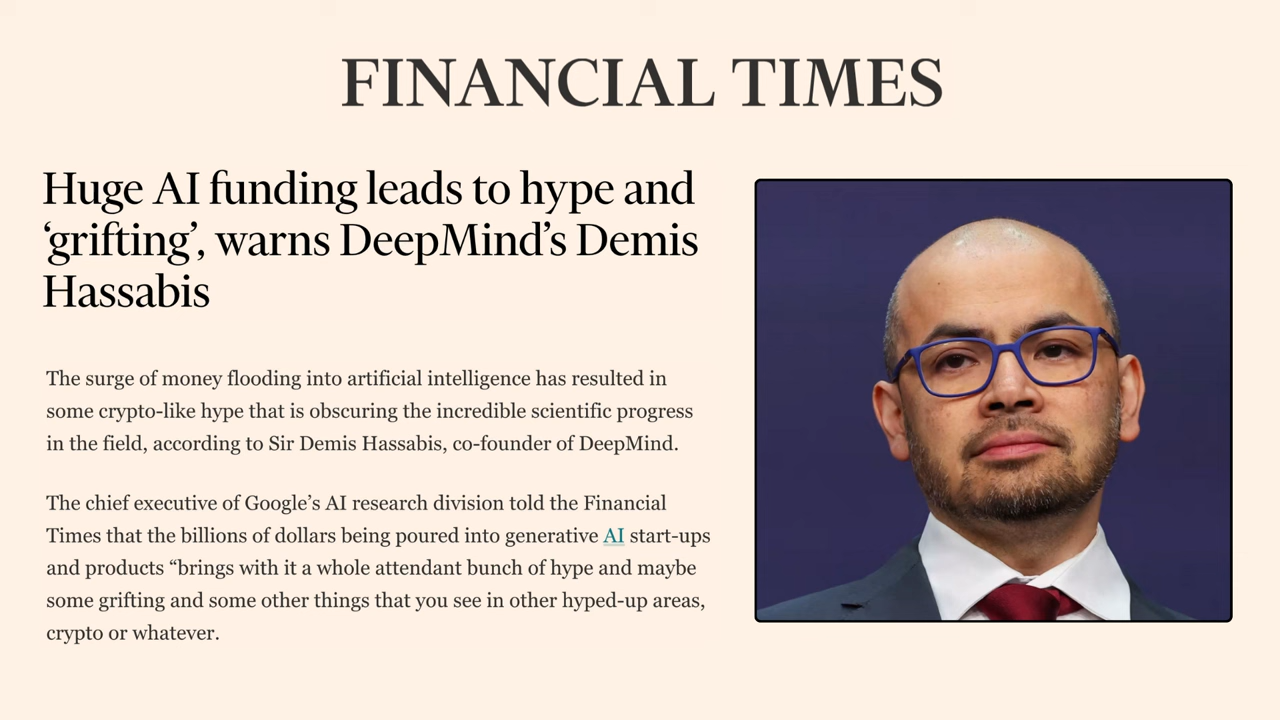 FINANCIAL TIMES
Huge AI funding leads to hype and
‘grifting’, warns DeepMind’s Demis
Hassabis
The surge of money flooding into artificial intelligence has resulted in
some crypto-like hype that is obscuring the incredible scientific progress
in the field, according to Sir Demis Hassabis, co-founder of DeepMind.
The chief executive of Google’s AI research division told the Financial
Times that the billions of dollars being poured into generative AI start-ups
and products “brings with it a whole attendant bunch of hype and maybe
some grifting and some other things that you see in other hyped-up areas,
crypto or whatever.